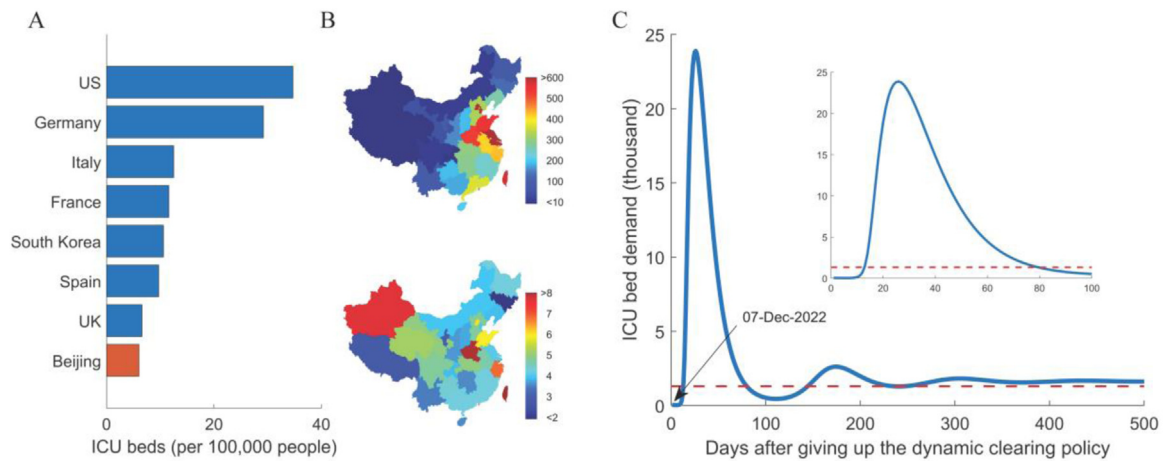 A
US
Germany
Italy
France
South Korea
Spain
UK
Beijing
0
20
40
ICU beds (per 100,000 people)
B
>600
500
400
300
200
100
<10
>8
7
6
5
4
3
<2
C
ICU bed demand (thousand)
30
25
20
15
10
5
0
07-Dec-2022
0
100
200
300
400
500
Days after giving up the dynamic clearing policy
25
20
15
10
5
0
0
20
40
60
80
100